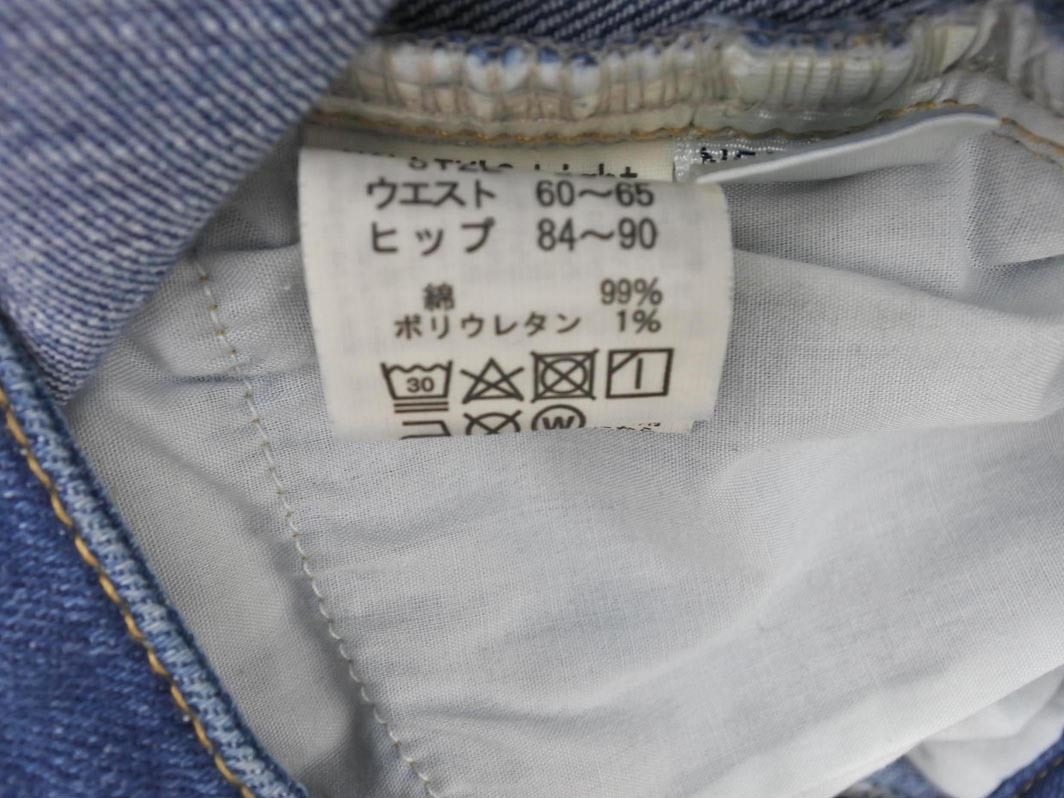 ウエスト 60～65
ヒップ 84～90
綿 99%
ポリウレタン 1%
30
W